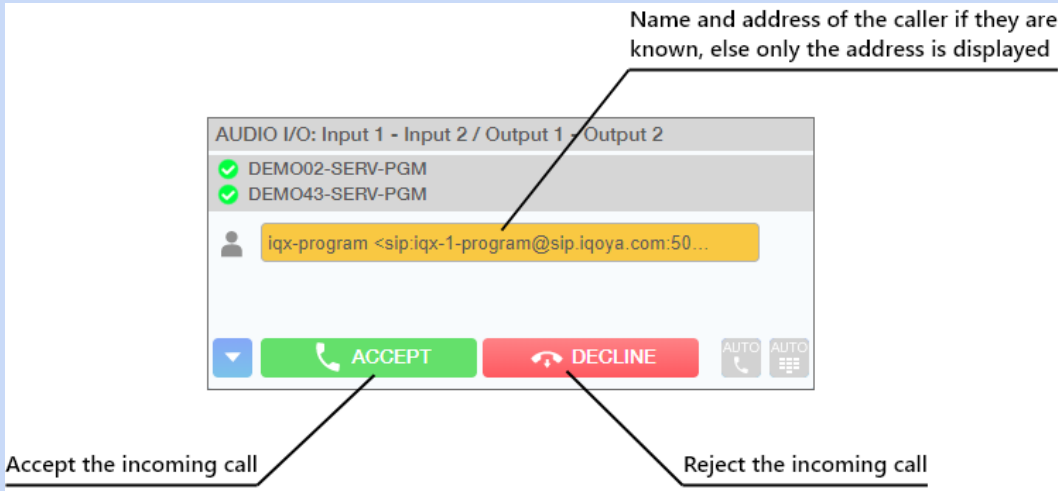 Name and address of the caller if they are
known, else only the address is displayed
AUDIO I/O: Input 1 - Input 2 / Output 1 - Output 2
DEMO02-SERV-PGM
DEMO43-SERV-PGM
iqx-program <sip:iqx-1-program@sip.iqoya.com:50...
ACCEPT
DECLINE
AUTO
AUTO
Accept the incoming call
Reject the incoming call